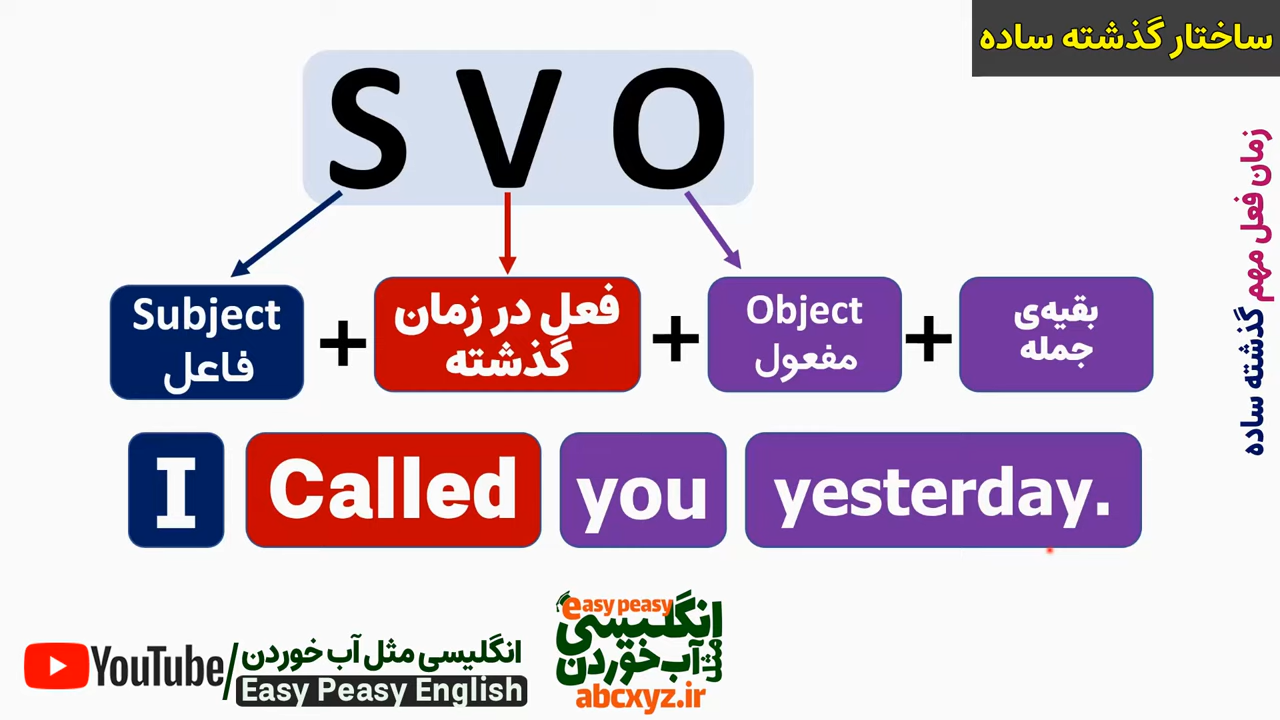 ساختار گذشته ساده
S V O
زمان فعل مهم گذشته ساده
Subject
فاعل
+
فعل در زمان
گذشته
+
Object
مفعول
+
بقیه‌ی
جمله
I Called you yesterday.
easy peasy
انگلیسی
مثل
آب خوردن
abcxyz.ir
YouTube/
انگلیسی مثل آب خوردن
Easy Peasy English